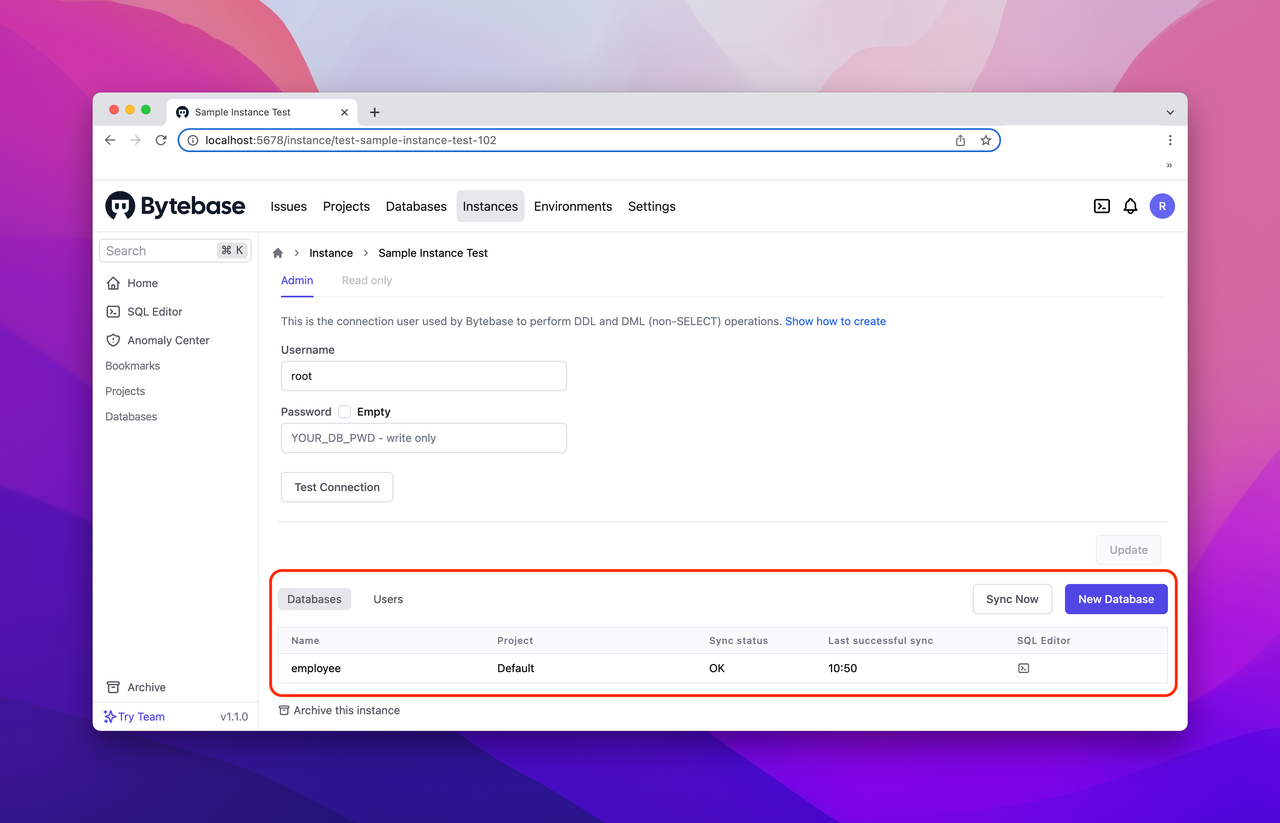 Sample Instance Test
localhost:5678/instance/test-sample-instance-test-102
»
Bytebase
Issues Projects Databases Instances Environments Settings
R
Search ⌘ K
Home
SQL Editor
Anomaly Center
Bookmarks
Projects
Databases
Archive
Try Team v1.1.0
Instance > Sample Instance Test
Admin Read only
This is the connection user used by Bytebase to perform DDL and DML (non-SELECT) operations. Show how to create
Username
root
Password Empty
YOUR_DB_PWD - write only
Test Connection
Update
Databases Users Sync Now New Database
Name Project Sync status Last successful sync SQL Editor
employee Default OK 10:50
Archive this instance